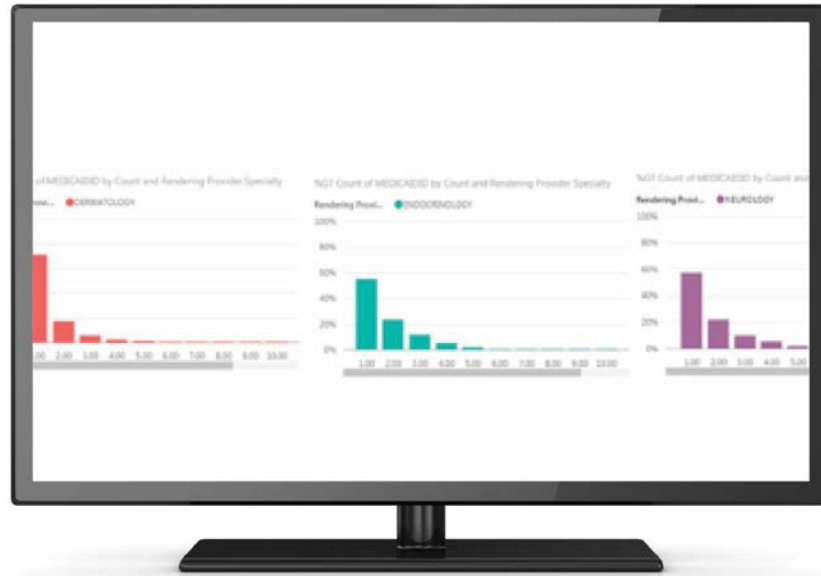 of MEDICAIDID by Count and Rendering Provider Specialty
DERMATOLOGY
.00 2.00 3.00 4.00 5.00 6.00 7.00 8.00 9.00 10.00
%GT Count of MEDICAIDID by Count and Rendering Provider Specialty
Rendering Provi... ENDOCRINOLOGY
100%
80%
60%
40%
20%
0%
1.00 2.00 3.00 4.00 5.00 6.00 7.00 8.00 9.00 10.00
%GT Count of MEDICAIDID by Count and
Rendering Provi... NEUROLOGY
100%
80%
60%
40%
20%
0%
1.00 2.00 3.00 4.00 5.00